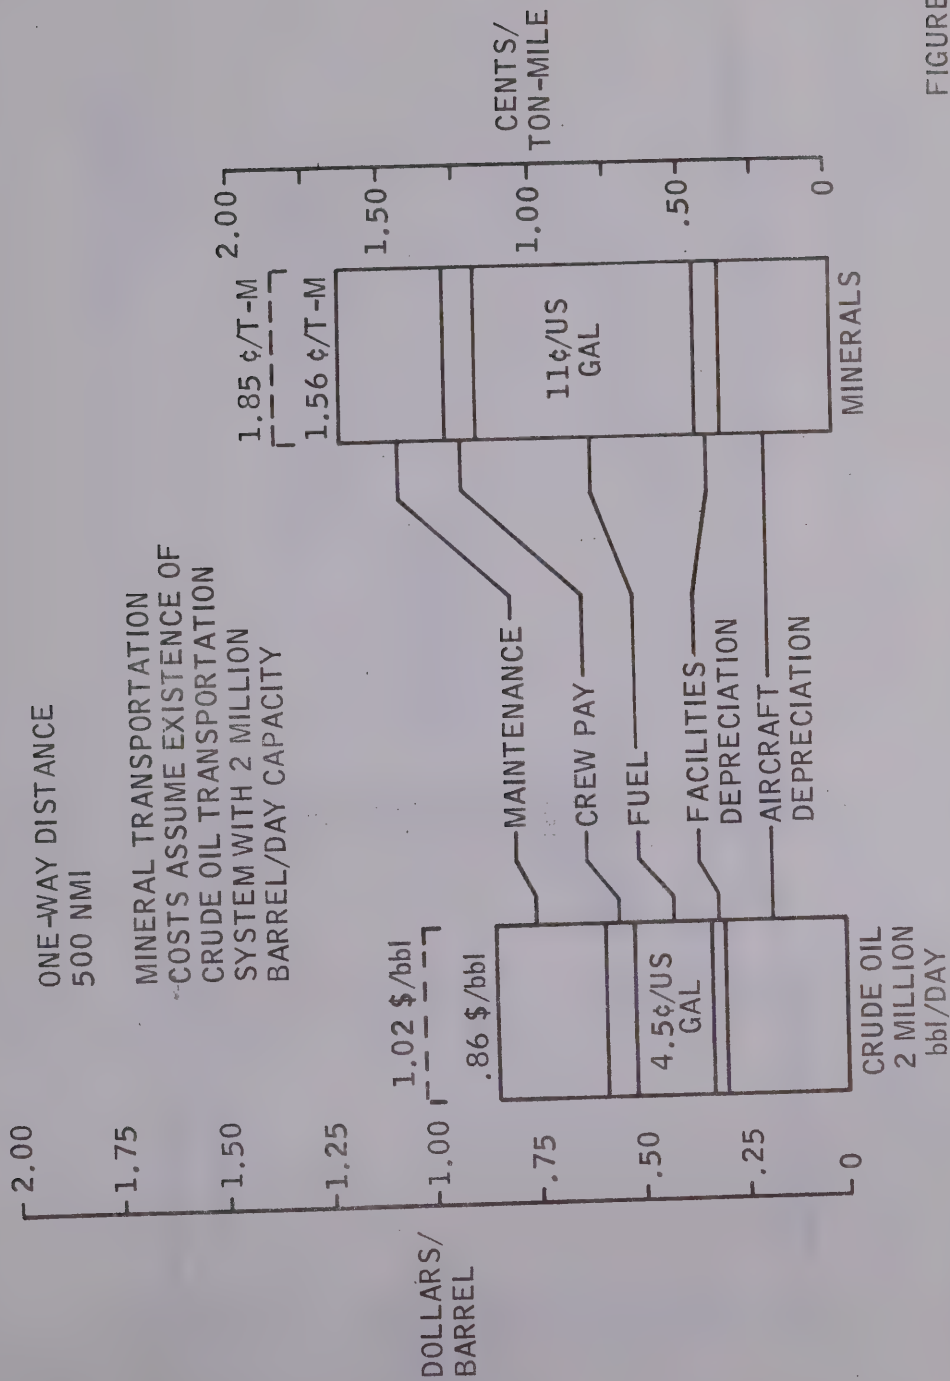 ONE-WAY DISTANCE
500 NMI
MINERAL TRANSPORTATION
COSTS ASSUME EXISTENCE OF
CRUDE OIL TRANSPORTATION
SYSTEM WITH 2 MILLION
BARREL/DAY CAPACITY
DOLLARS/
BARREL
2.00
1.75
1.50
1.25
1.00
.75
.50
.25
0
1.02 $/bbl
.86 $/bbl
4.5¢/US
GAL
CRUDE OIL
2 MILLION
bbl/DAY
MAINTENANCE
CREW PAY
FUEL
FACILITIES
DEPRECIATION
AIRCRAFT
DEPRECIATION
1.85 ¢/T-M
1.56 ¢/T-M
11¢/US
GAL
MINERALS
2.00
1.50
1.00
.50
0
CENTS/
TON-MILE
FIGURE